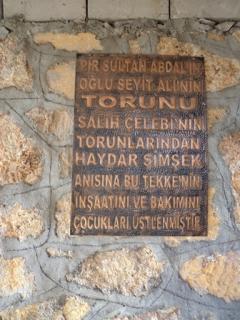 PİR SULTAN ABDAL'IN
OĞLU SEYİT ALİ'NİN
TORUNU
SALİH ÇELEBİ'NİN
TORUNLARINDAN
HAYDAR ŞİMŞEK
ANISINA BU TEKKE'NİN
İNŞAATINI VE BAKIMINI
ÇOCUKLARI ÜSTLENMİŞTİR